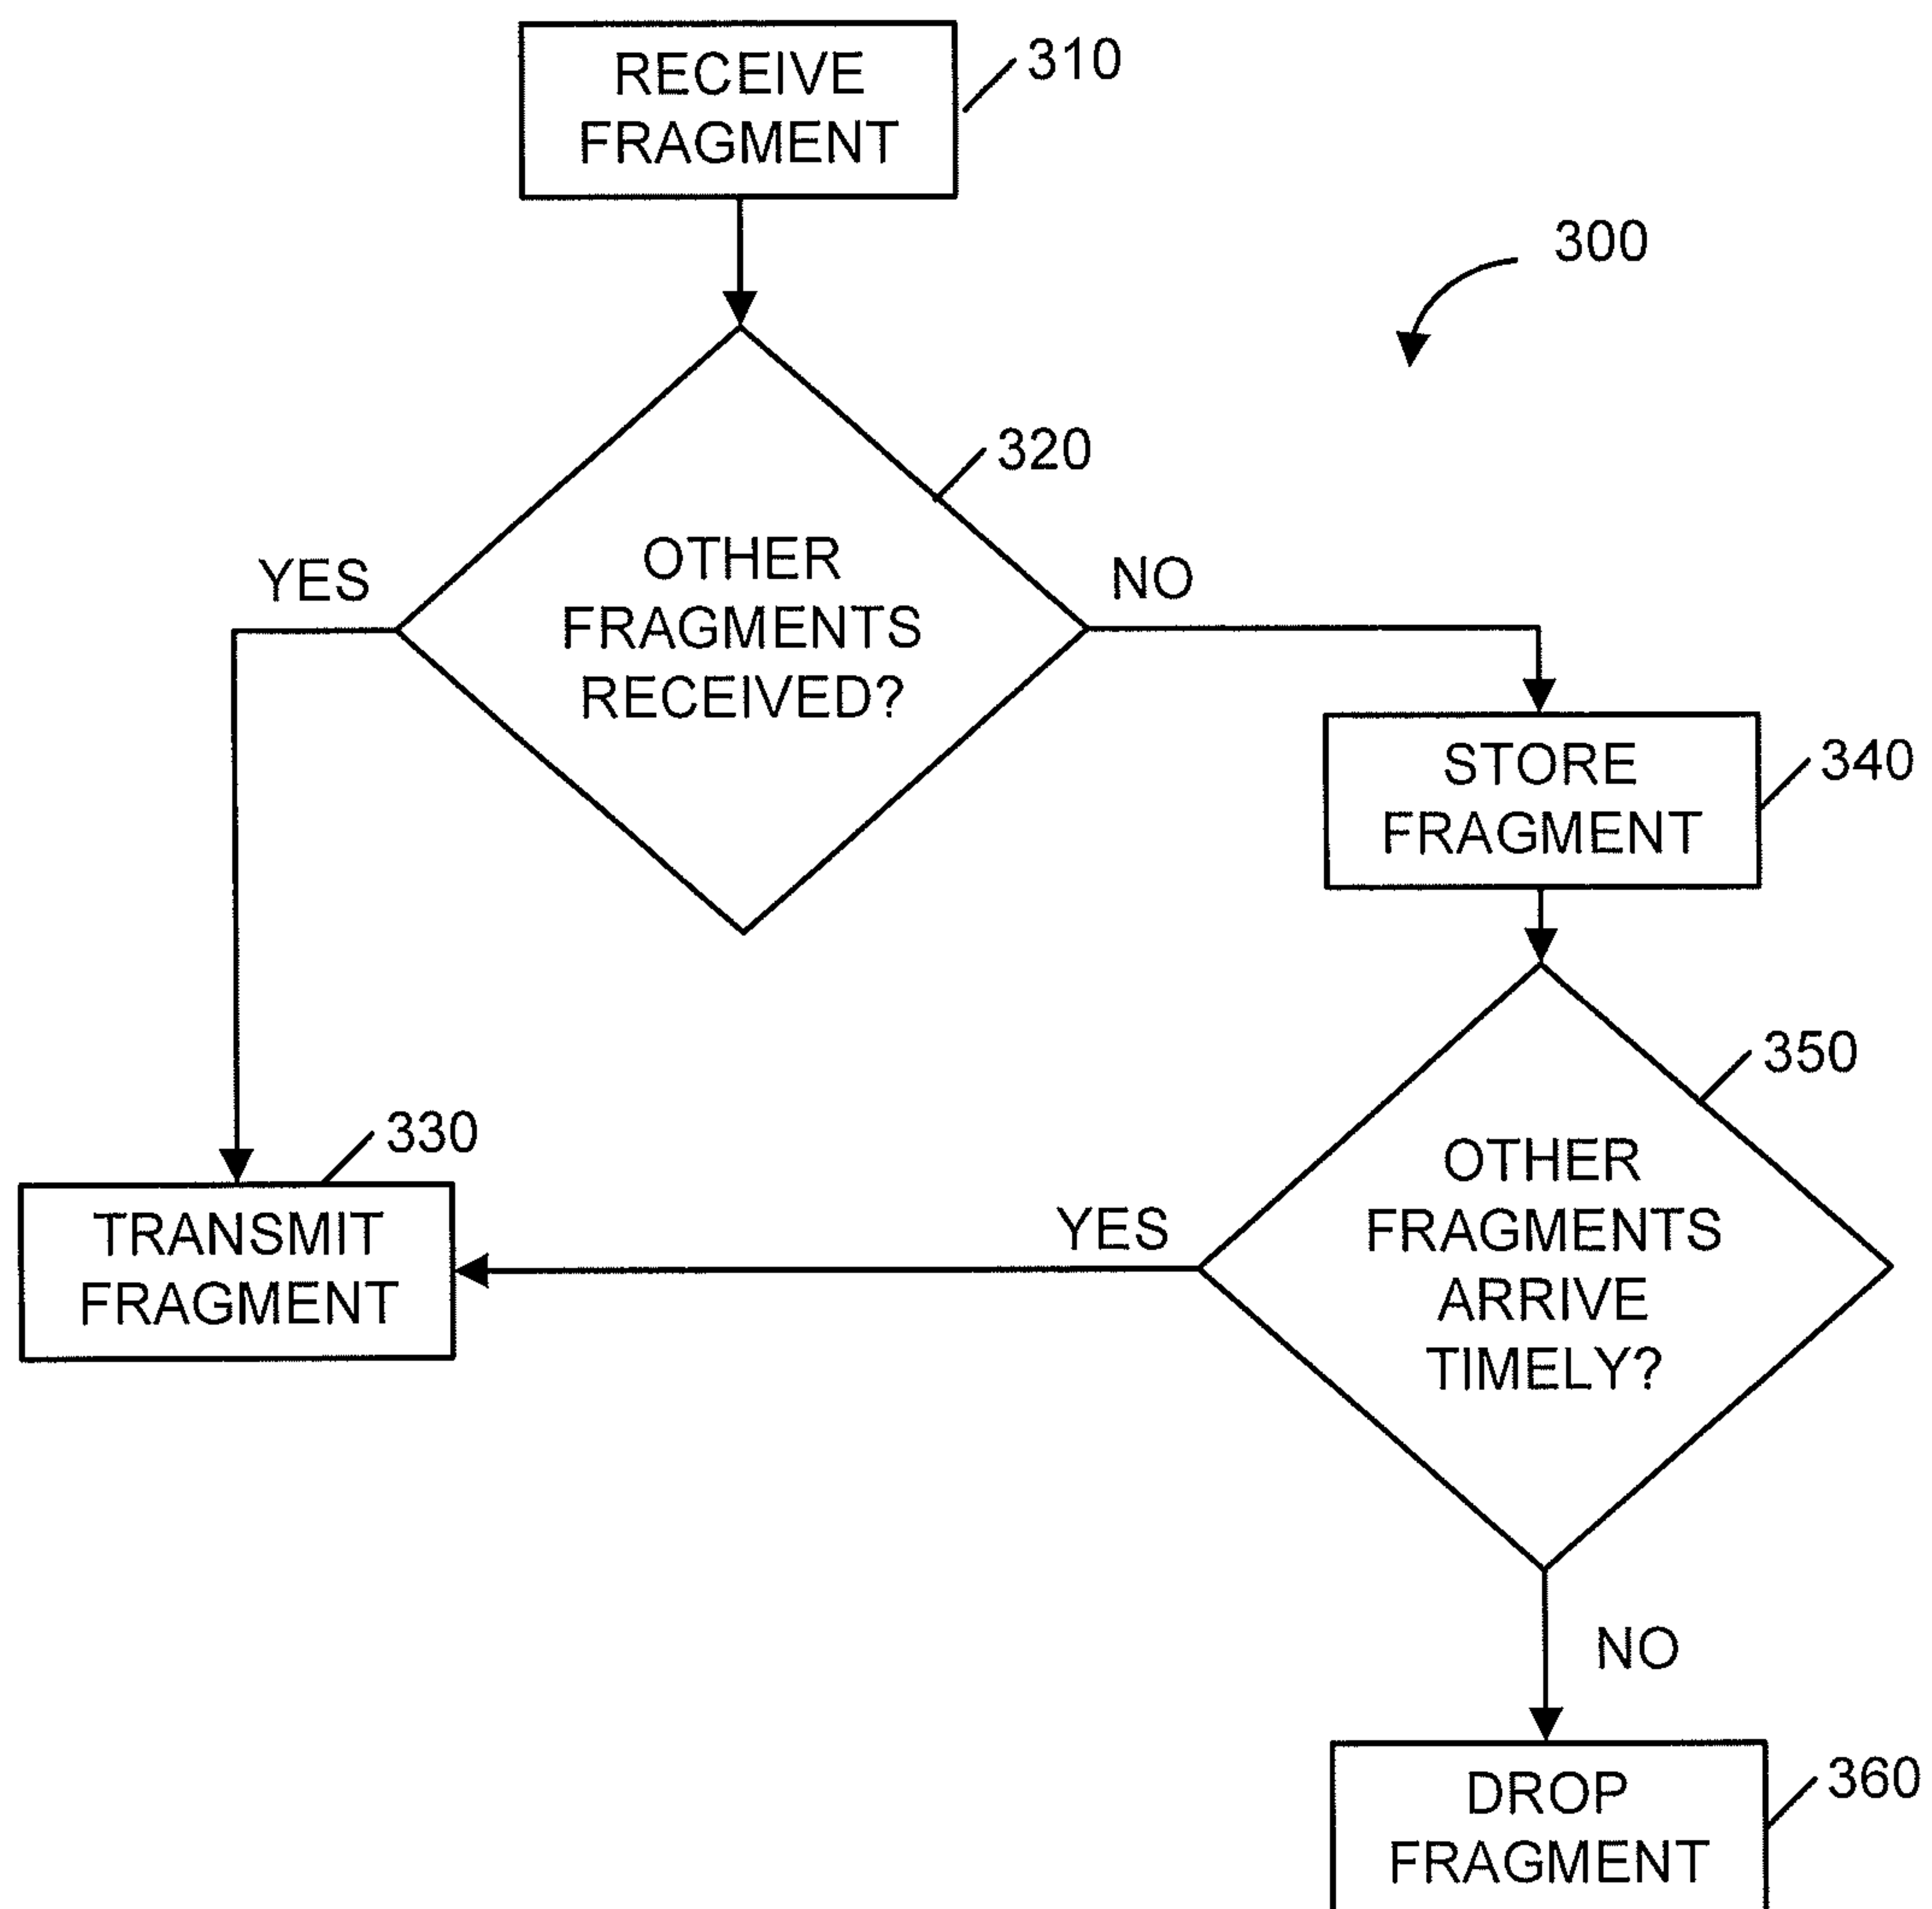 RECEIVE
FRAGMENT
310
300
320
OTHER
FRAGMENTS
RECEIVED?
YES
NO
STORE
FRAGMENT
340
350
330
TRANSMIT
FRAGMENT
YES
OTHER
FRAGMENTS
ARRIVE
TIMELY?
NO
DROP
FRAGMENT
360